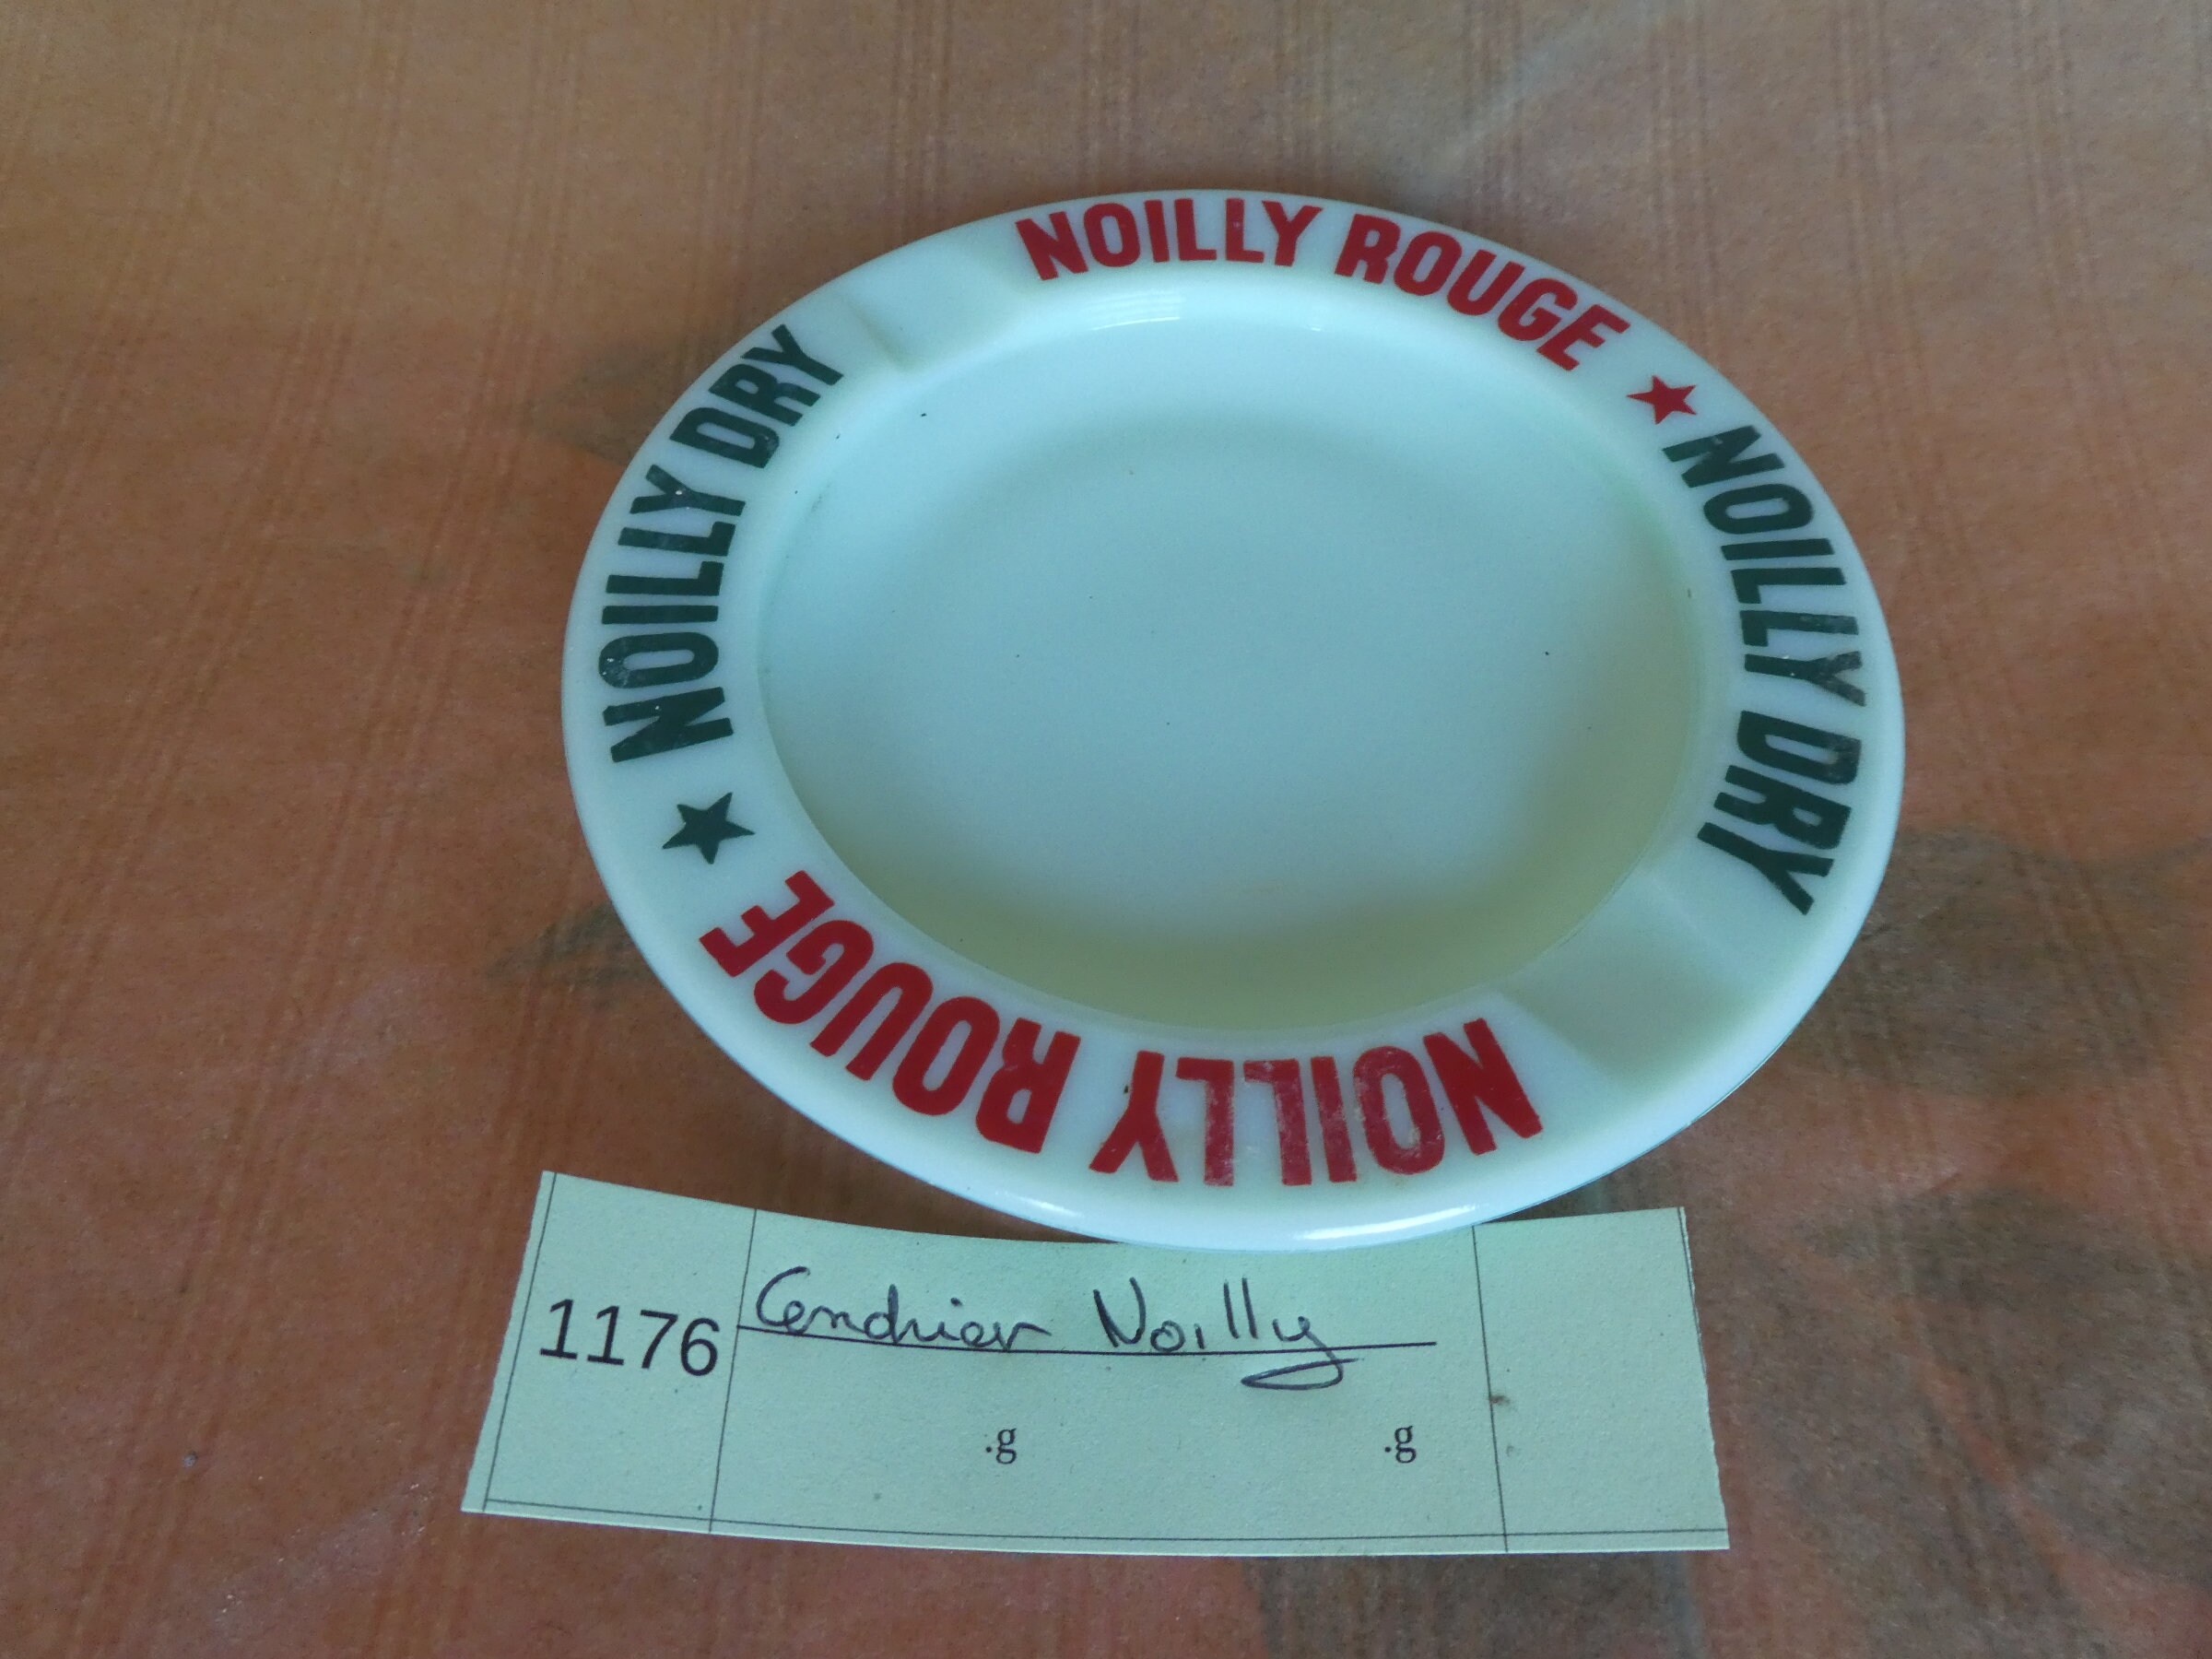 NOILLY ROUGE ★ NOILLY DRY
NOILLY ROUGE ★ NOILLY DRY
1176 Cendrier Noilly
.g .g